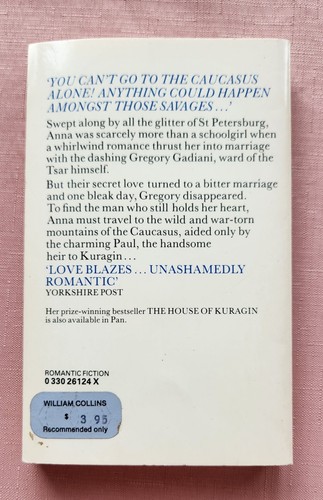 'YOU CAN'T GO TO THE CAUCASUS
ALONE! ANYTHING COULD HAPPEN
AMONGST THOSE SAVAGES...'
Swept along by all the glitter of St Petersburg,
Anna was scarcely more than a schoolgirl when
a whirlwind romance thrust her into marriage
with the dashing Gregory Gadiani, ward of the
Tsar himself.
But their secret love turned to a bitter marriage
and one bleak day, Gregory disappeared.
To find the man who still holds her heart,
Anna must travel to the wild and war-torn
mountains of the Caucasus, aided only by
the charming Paul, the handsome
heir to Kuragin...
'LOVE BLAZES... UNASHAMEDLY
ROMANTIC'
YORKSHIRE POST
Her prize-winning bestseller THE HOUSE OF KURAGIN
is also available in Pan.
ROMANTIC FICTION
0 330 26124 X
WILLIAM COLLINS
$ 3 95
Recommended only